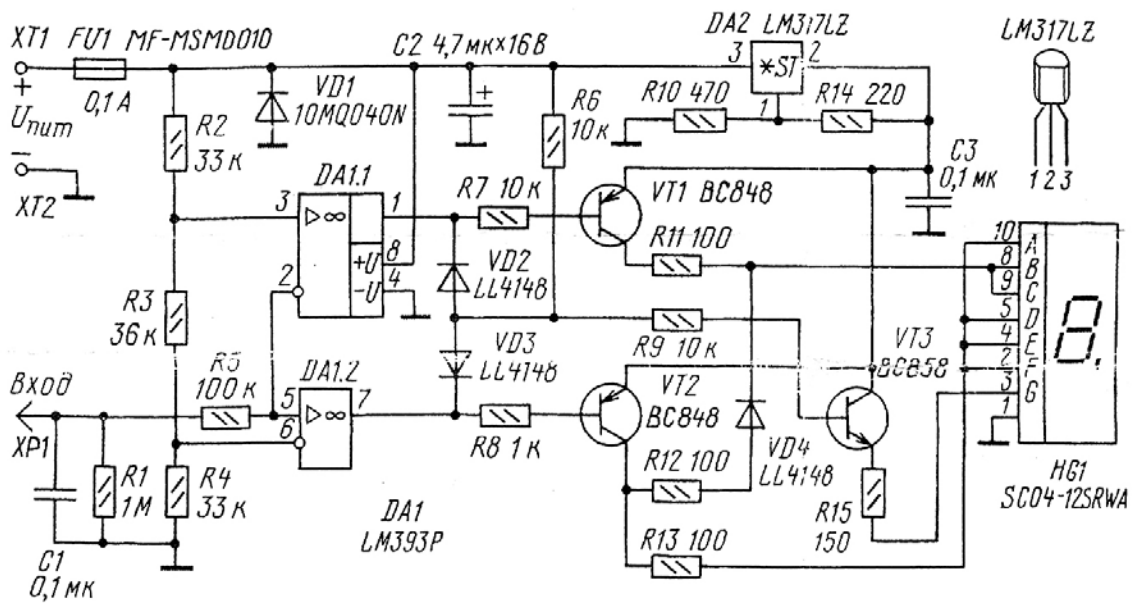 XT1 FU1 MF-MSMD010
0,1 А
+
Uпит
−
XT2
C2 4,7 мк×16 В
+
VD1
10MQ040N
R2
33 к
R6
10 к
DA2 LM317LZ
3
*ST
2
1
R10 470
R14 220
LM317LZ
1 2 3
C3
0,1 мк
DA1.1
3
▷ ∞
1
+U
8
-U
4
2
R7 10 к
VT1 BC848
R11 100
VD2
LL4148
R3
36 к
R9 10 к
VD3
LL4148
VT2
BC848
VT3
BC858
Вход
XP1
R5
100 к
DA1.2
5
▷ ∞
7
6
R8 1 к
VD4
LL4148
R12 100
R13 100
R15
150
R1
1 М
R4
33 к
C1
0,1 мк
DA1
LM393P
10 A
8 B
9 C
5 D
4 E
2 F
3 G
1
8.
HG1
SC04-12SRWA